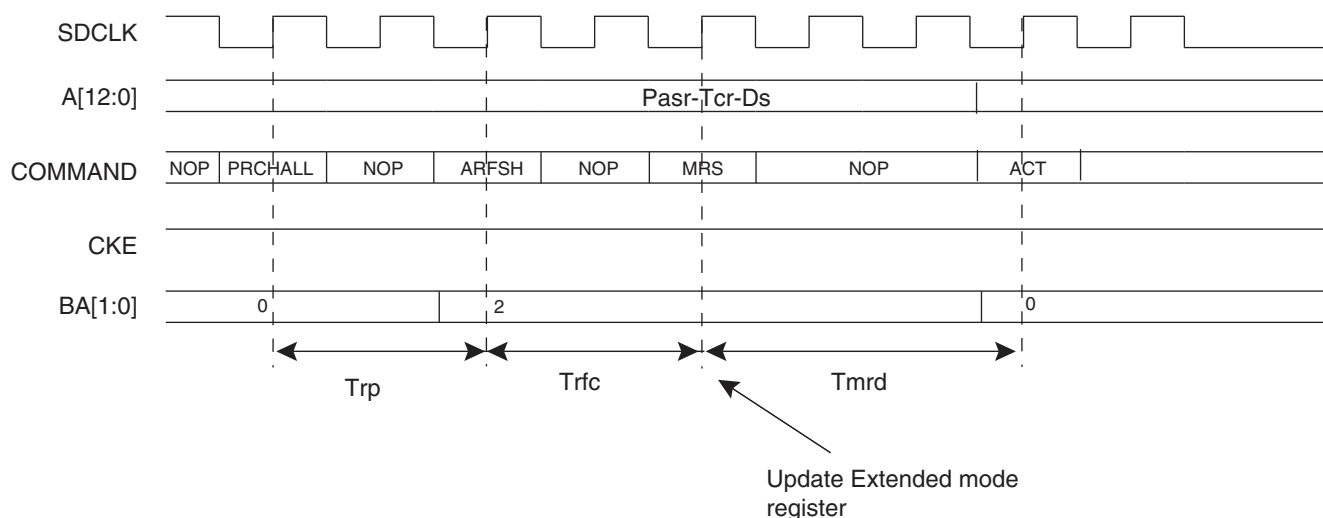 SDCLK
A[12:0]
Pasr-Tcr-Ds
COMMAND
NOP PRCHALL NOP ARFSH NOP MRS NOP ACT
CKE
BA[1:0]
0 2 0
Trp Trfc Tmrd
Update Extended mode
register